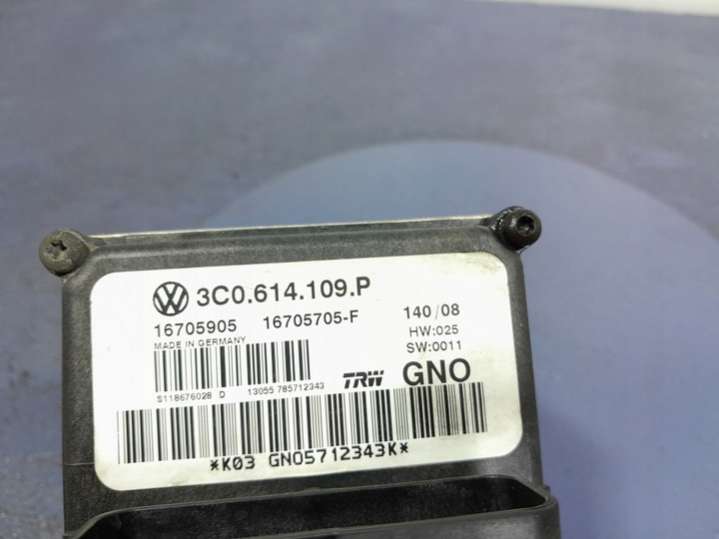 3C0.614.109.P
16705905 16705705-F 140/08
MADE IN GERMANY HW:025
SW:0011
S118676028 D 13055 785712343 TRW GNO
*K03 GNO5712343K*